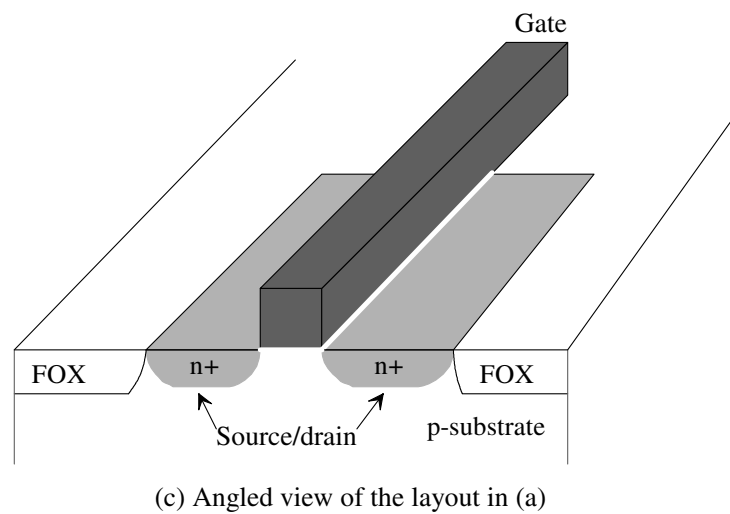 Gate
FOX
n+
n+
FOX
Source/drain
p-substrate
(c) Angled view of the layout in (a)